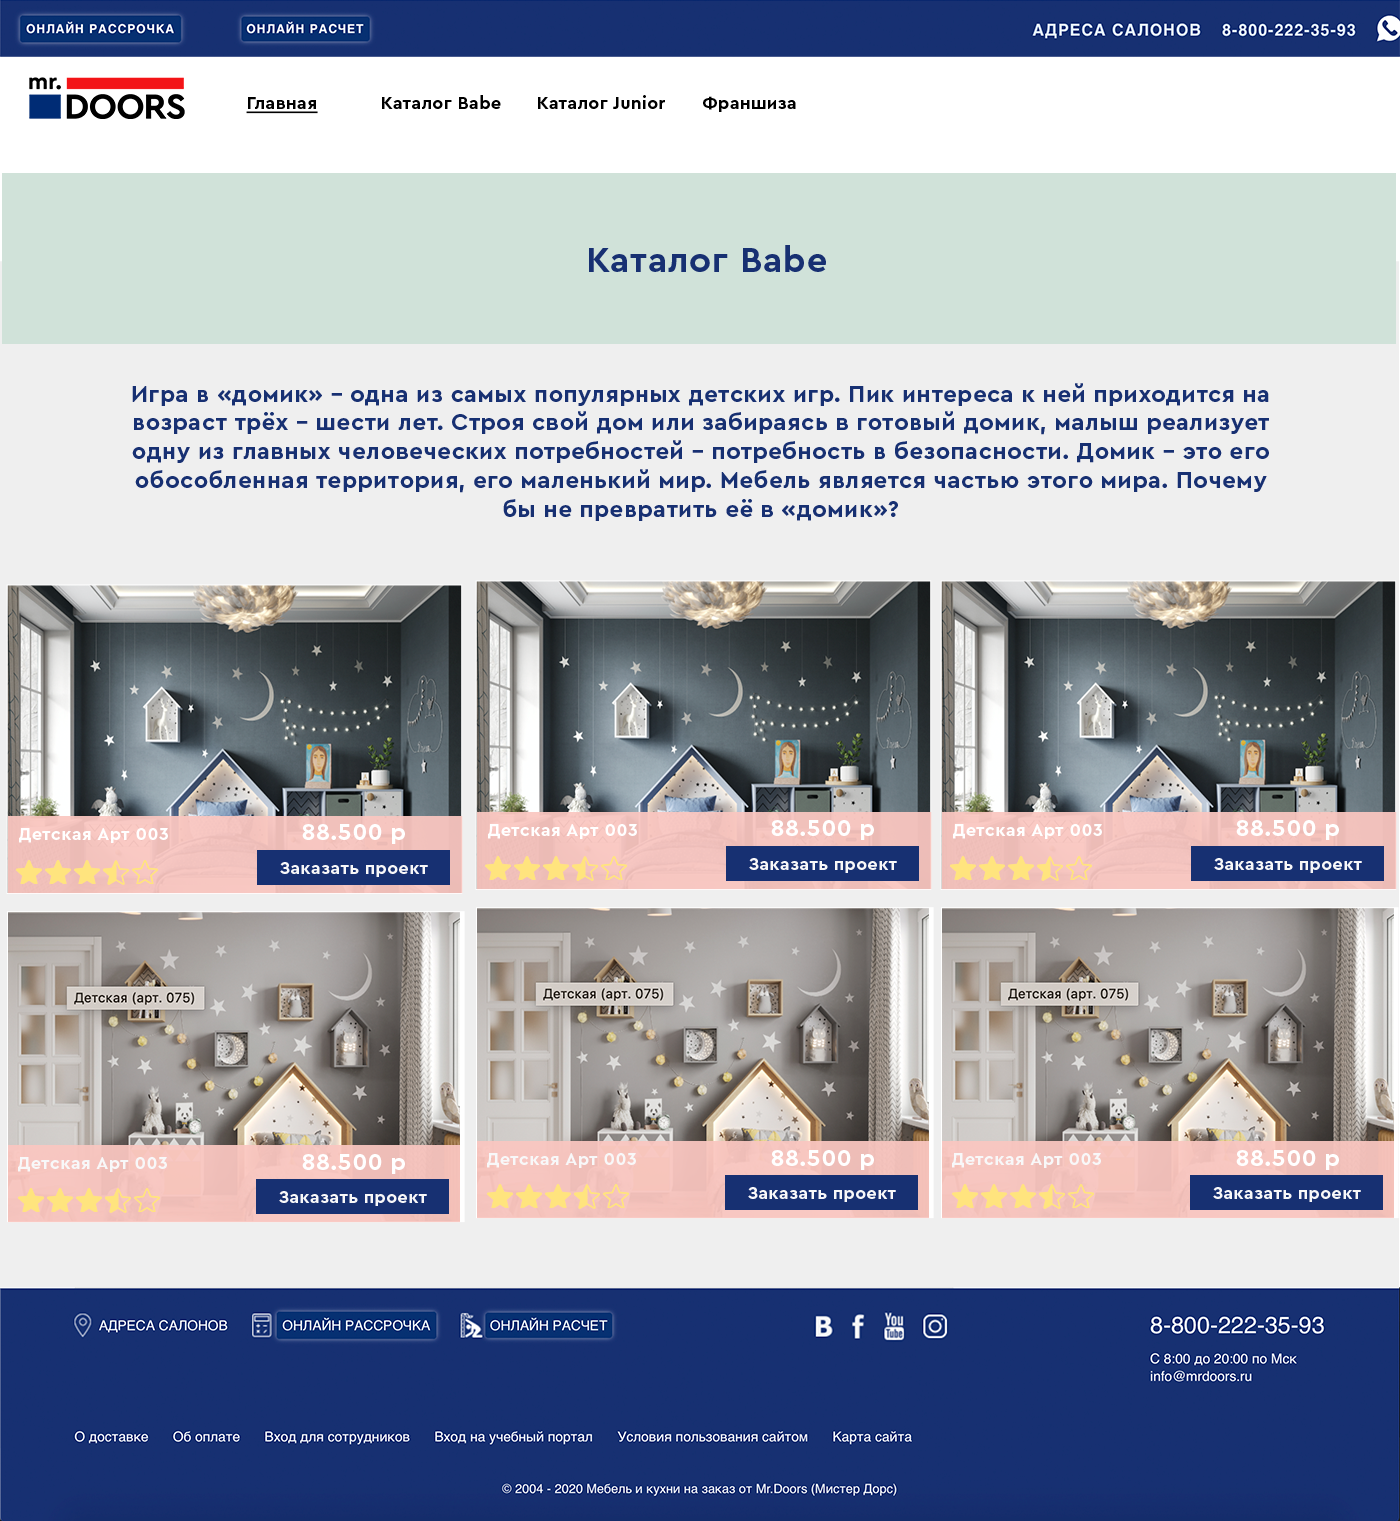 ОНЛАЙН РАССРОЧКА
ОНЛАЙН РАСЧЕТ
АДРЕСА САЛОНОВ
8-800-222-35-93
mr.
DOORS
Главная
Каталог Babe
Каталог Junior
Франшиза
Каталог Babe
Игра в «домик» – одна из самых популярных детских игр. Пик интереса к ней приходится на
возраст трёх – шести лет. Строя свой дом или забираясь в готовый домик, малыш реализует
одну из главных человеческих потребностей – потребность в безопасности. Домик – это его
обособленная территория, его маленький мир. Мебель является частью этого мира. Почему
бы не превратить её в «домик»?
Детская Арт 003
88.500 р
Заказать проект
Детская Арт 003
88.500 р
Заказать проект
Детская Арт 003
88.500 р
Заказать проект
Детская (арт. 075)
Детская Арт 003
88.500 р
Заказать проект
Детская (арт. 075)
Детская Арт 003
88.500 р
Заказать проект
Детская (арт. 075)
Детская Арт 003
88.500 р
Заказать проект
АДРЕСА САЛОНОВ
ОНЛАЙН РАССРОЧКА
ОНЛАЙН РАСЧЕТ
You
Tube
8-800-222-35-93
С 8:00 до 20:00 по Мск
info@mrdoors.ru
О доставке
Об оплате
Вход для сотрудников
Вход на учебный портал
Условия пользования сайтом
Карта сайта
© 2004 - 2020 Мебель и кухни на заказ от Mr.Doors (Мистер Дорс)